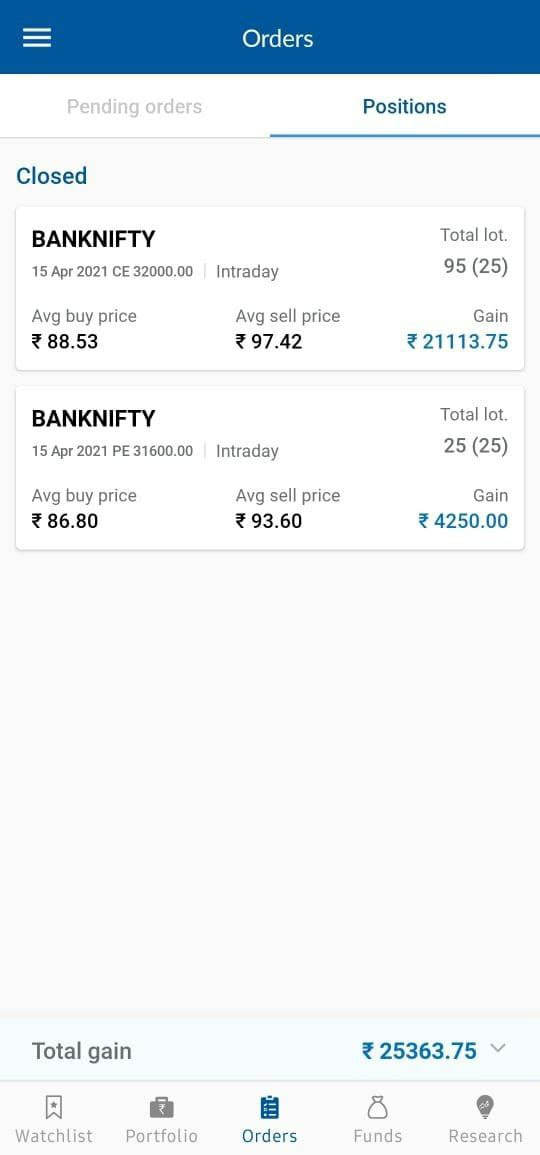 Orders
Pending orders Positions
Closed
BANKNIFTY Total lot.
15 Apr 2021 CE 32000.00 Intraday 95 (25)
Avg buy price Avg sell price Gain
₹ 88.53 ₹ 97.42 ₹ 21113.75
BANKNIFTY Total lot.
15 Apr 2021 PE 31600.00 Intraday 25 (25)
Avg buy price Avg sell price Gain
₹ 86.80 ₹ 93.60 ₹ 4250.00
Total gain ₹ 25363.75
Watchlist Portfolio Orders Funds Research